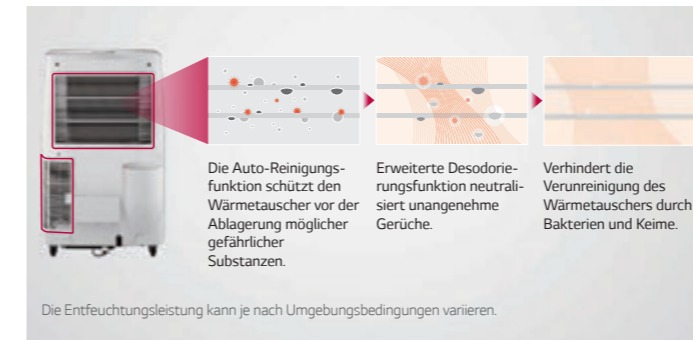 Die Auto-Reinigungs-
funktion schützt den
Wärmetauscher vor der
Ablagerung möglicher
gefährlicher
Substanzen.
Erweiterte Desodorie-
rungsfunktion neutrali-
siert unangenehme
Gerüche.
Verhindert die
Verunreinigung des
Wärmetauschers durch
Bakterien und Keime.
Die Entfeuchtungsleistung kann je nach Umgebungsbedingungen variieren.